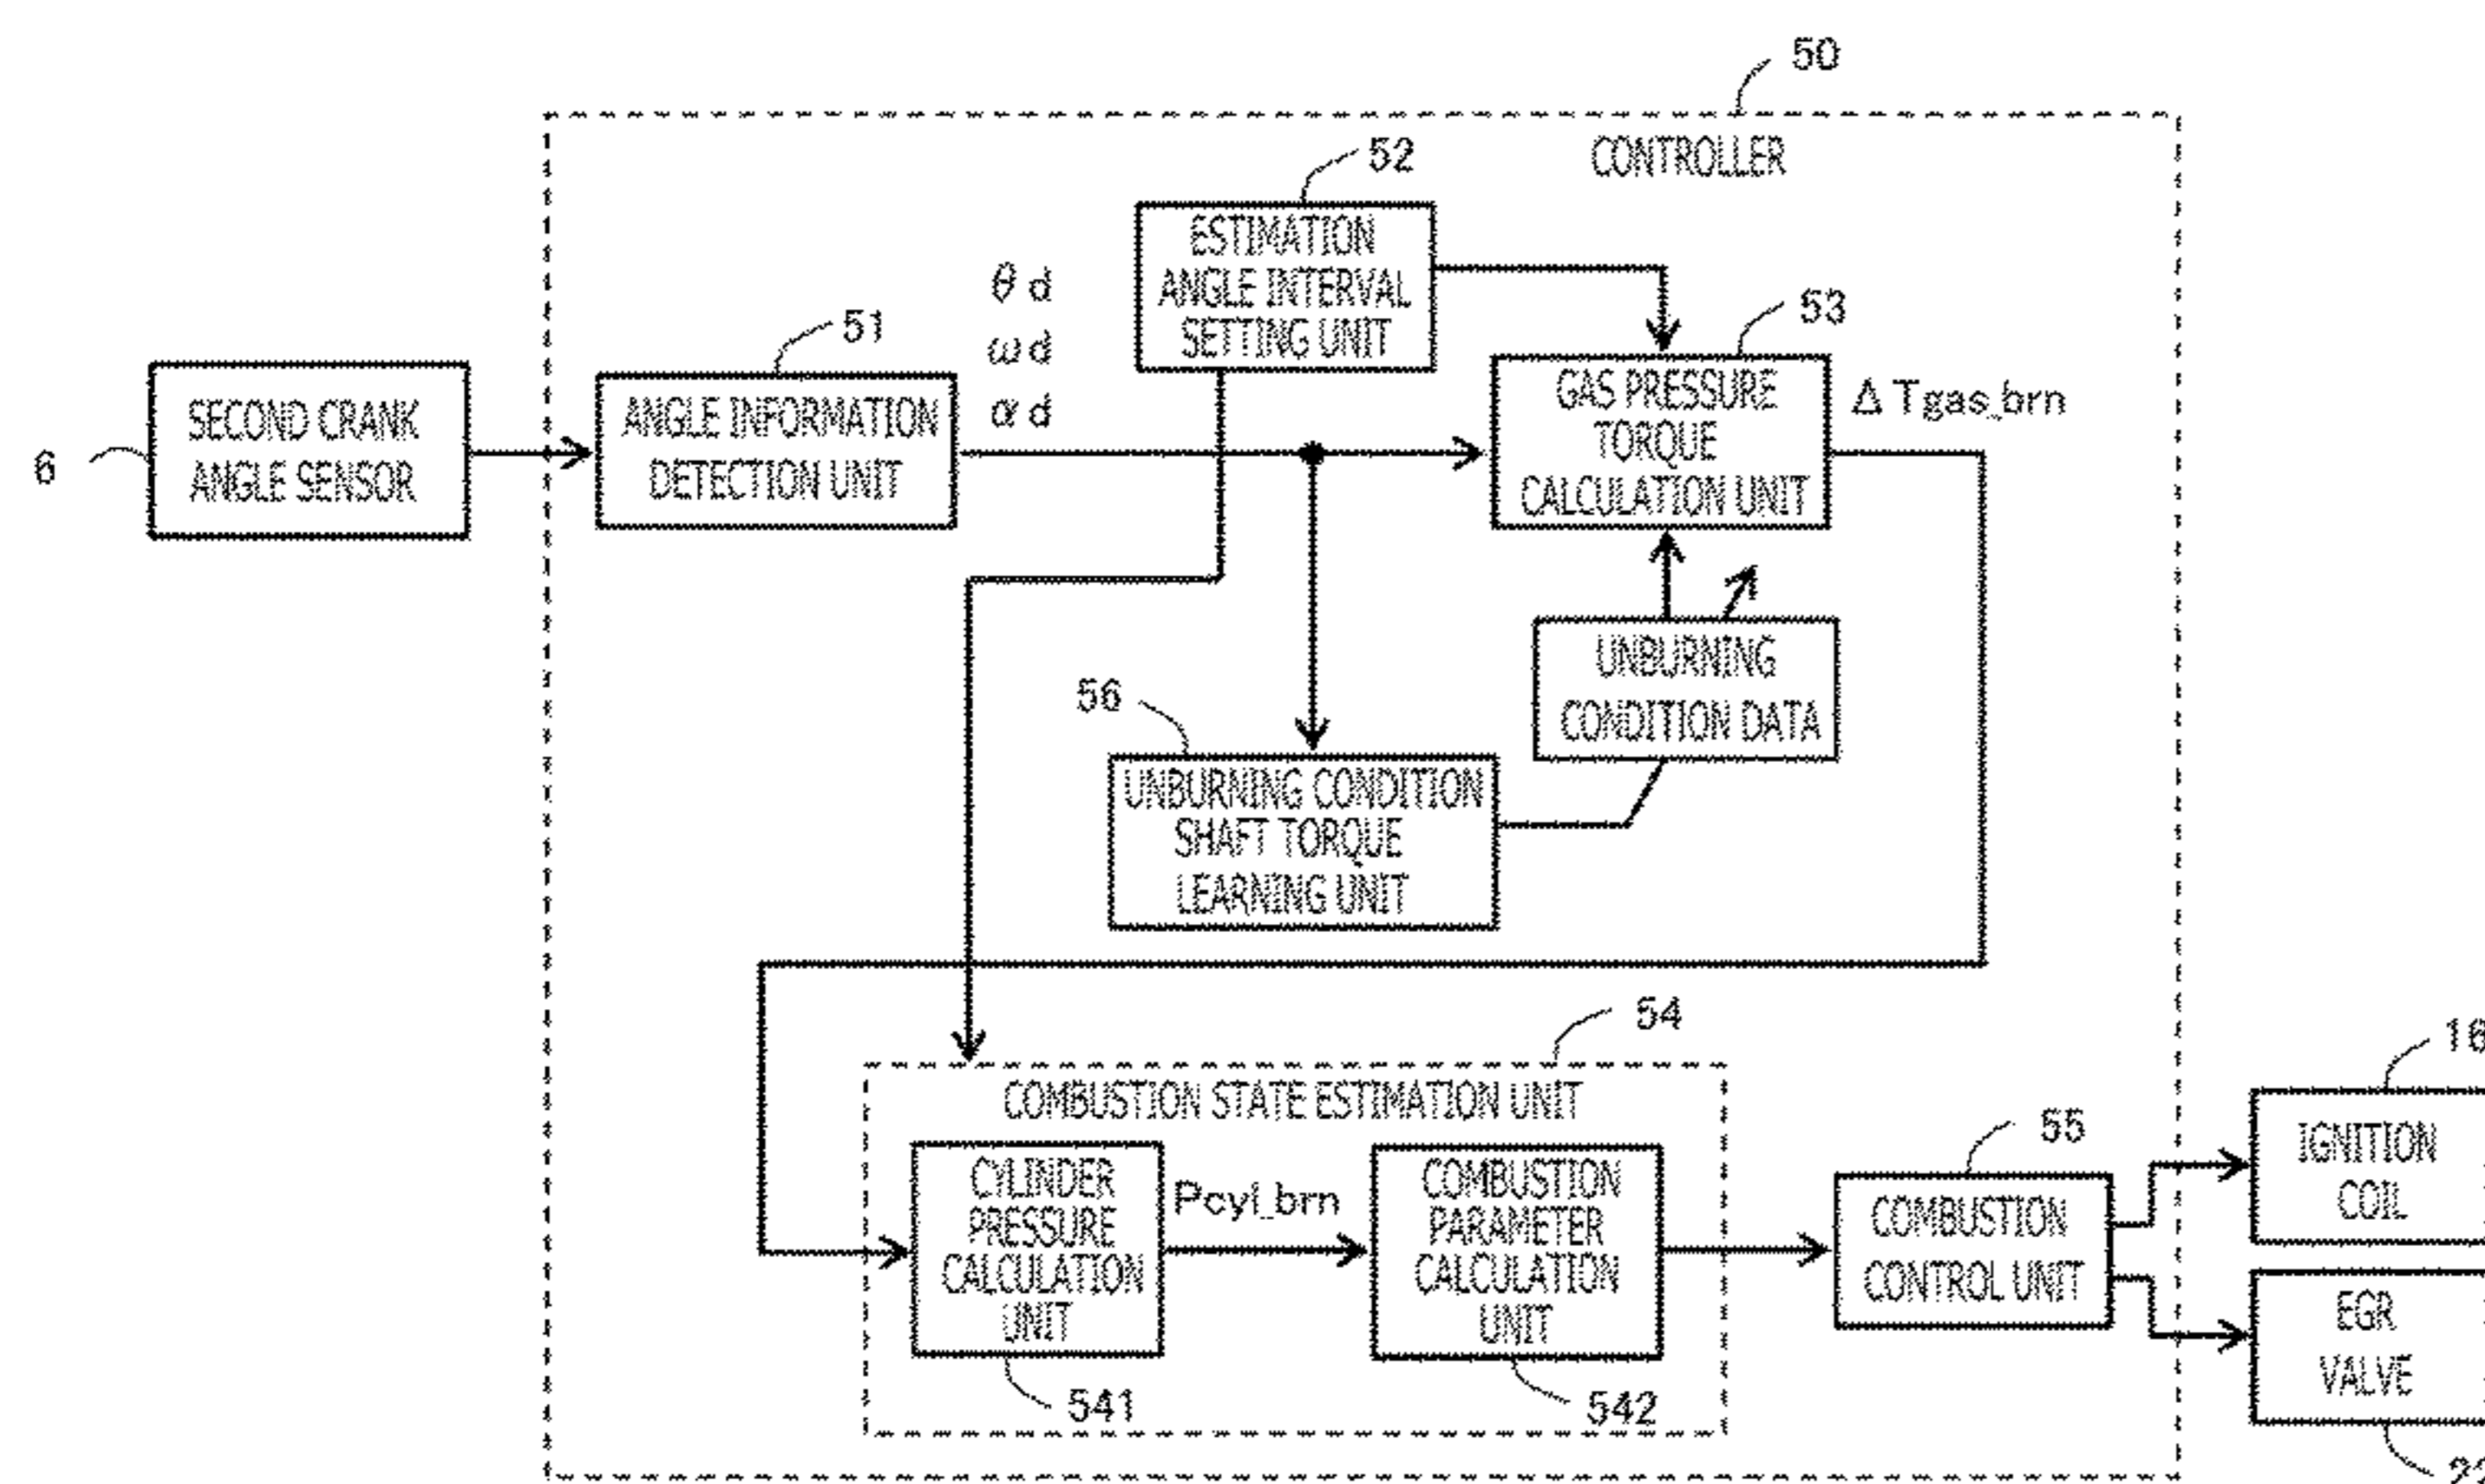 50
CONTROLLER
52
ESTIMATION
ANGLE INTERVAL
SETTING UNIT
θd
ωd
αd
51
53
6
SECOND CRANK
ANGLE SENSOR
ANGLE INFORMATION
DETECTION UNIT
GAS PRESSURE
TORQUE
CALCULATION UNIT
ΔTgas_brn
UNBURNING
CONDITION DATA
56
UNBURNING CONDITION
SHAFT TORQUE
LEARNING UNIT
54
COMBUSTION STATE ESTIMATION UNIT
CYLINDER
PRESSURE
CALCULATION
UNIT
541
Pcyl_brn
COMBUSTION
PARAMETER
CALCULATION
UNIT
542
55
COMBUSTION
CONTROL UNIT
16
IGNITION
COIL
EGR
VALVE